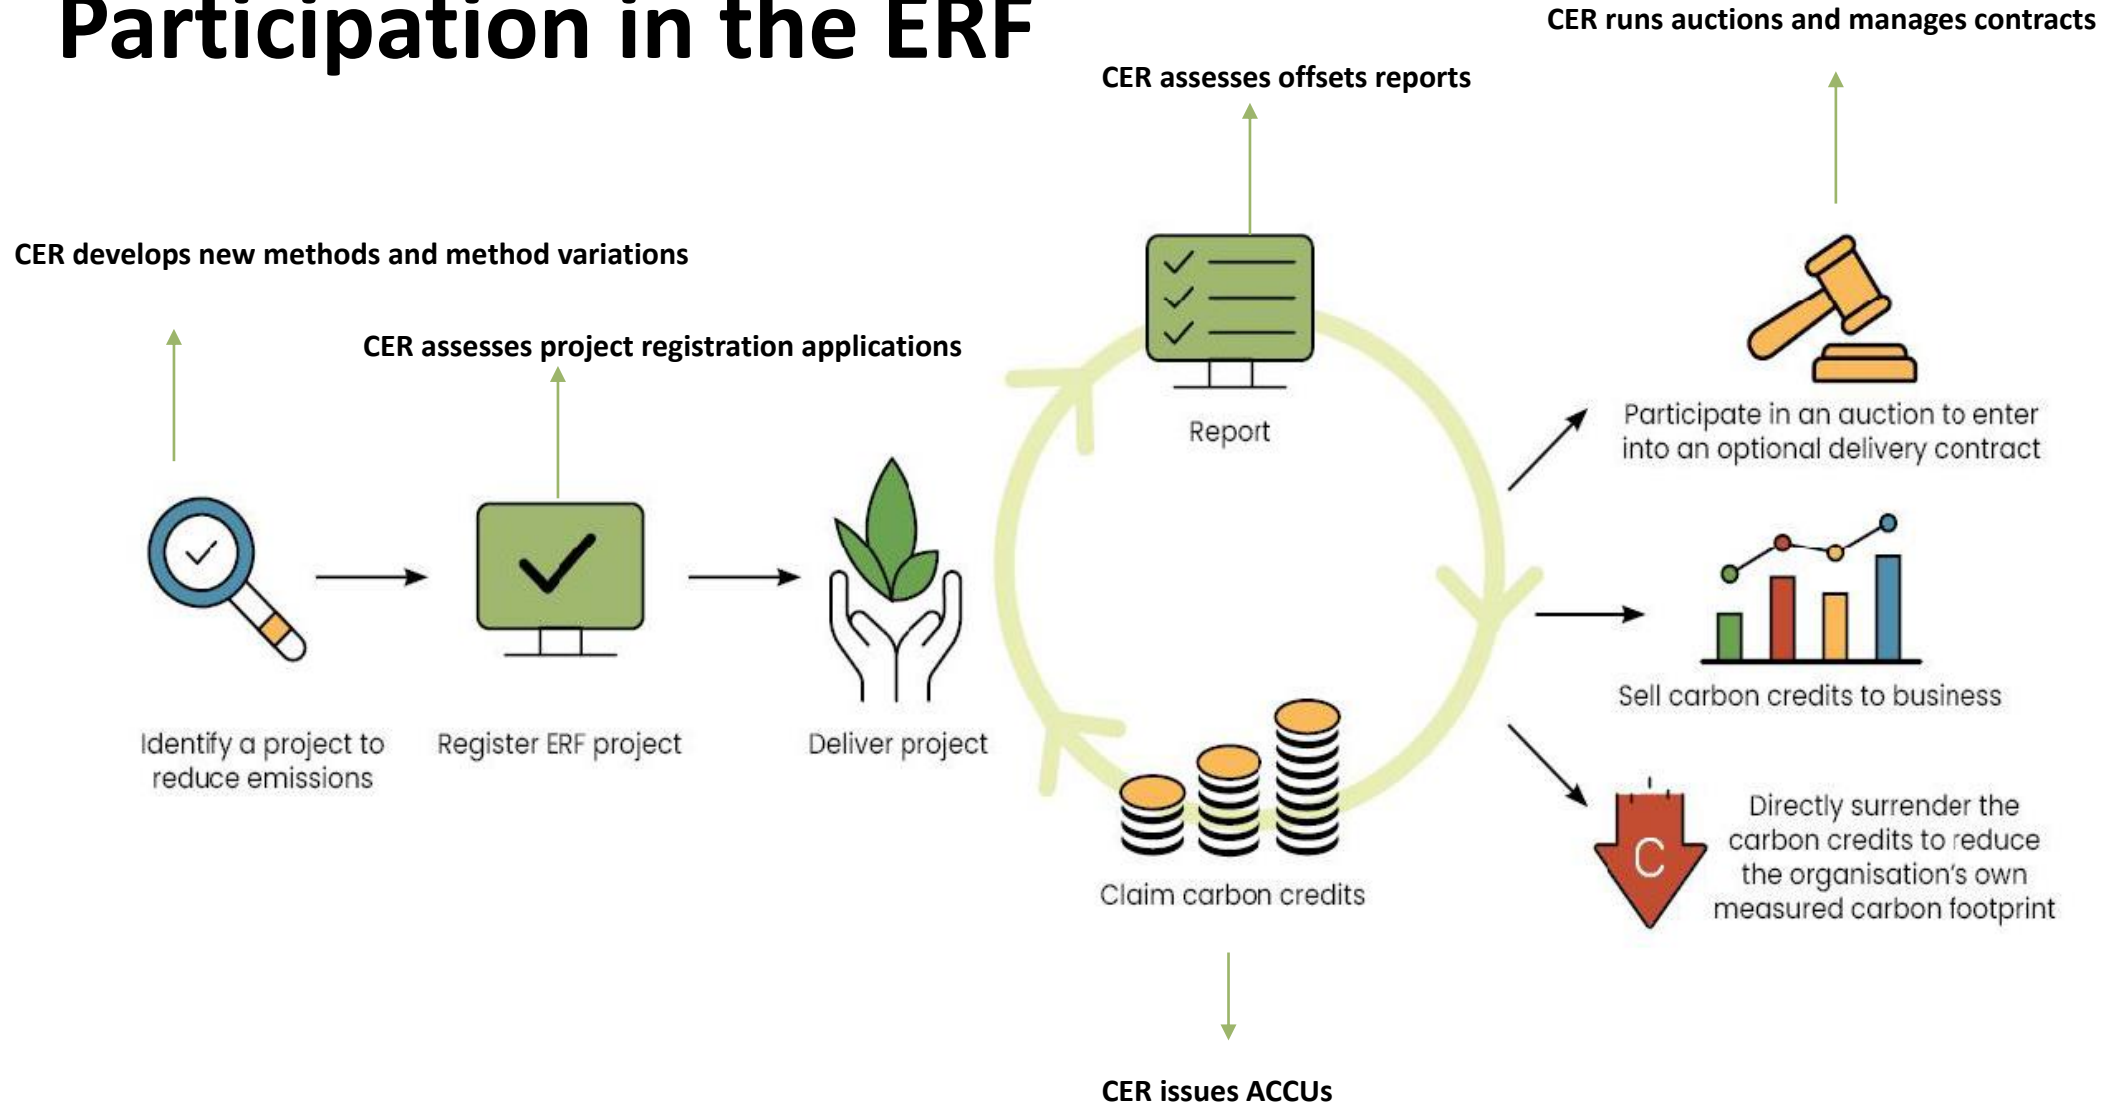 Participation in the ERF
CER runs auctions and manages contracts
CER assesses offsets reports
CER develops new methods and method variations
CER assesses project registration applications
Report
Participate in an auction to enter
into an optional delivery contract
Identify a project to
reduce emissions
Register ERF project
Deliver project
Sell carbon credits to business
C
Directly surrender the
carbon credits to reduce
the organisation's own
measured carbon footprint
Claim carbon credits
CER issues ACCUs